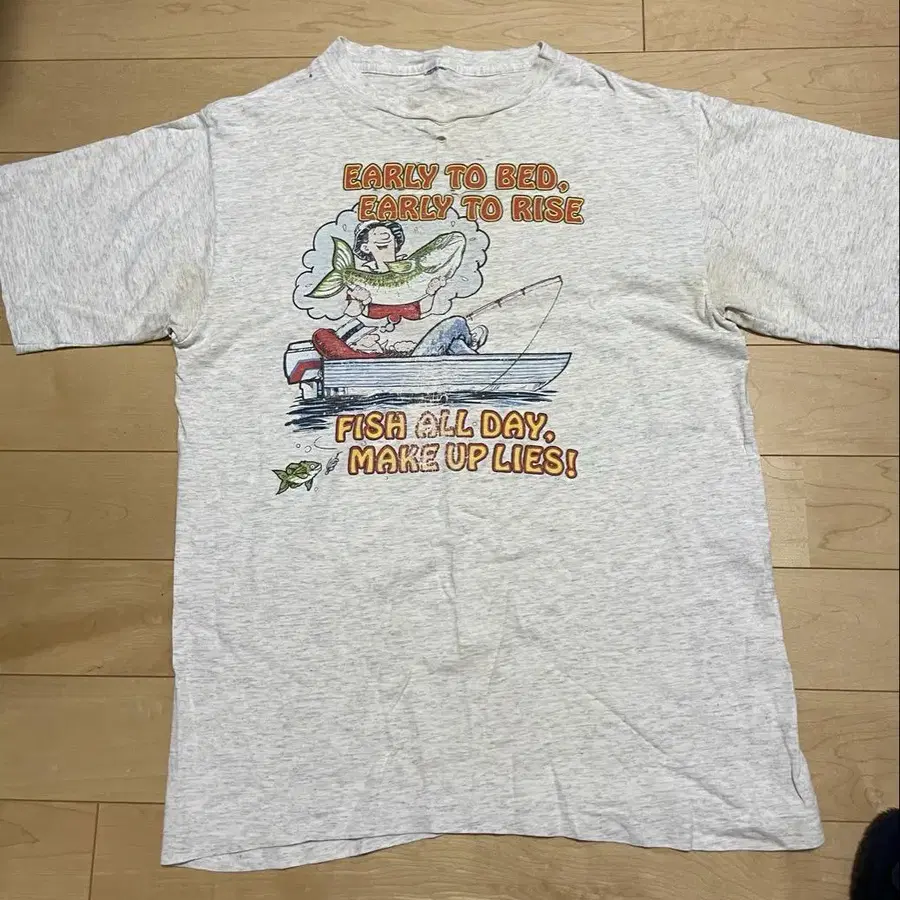 EARLY TO BED,
EARLY TO RISE
FISH ALL DAY,
MAKE UP LIES!